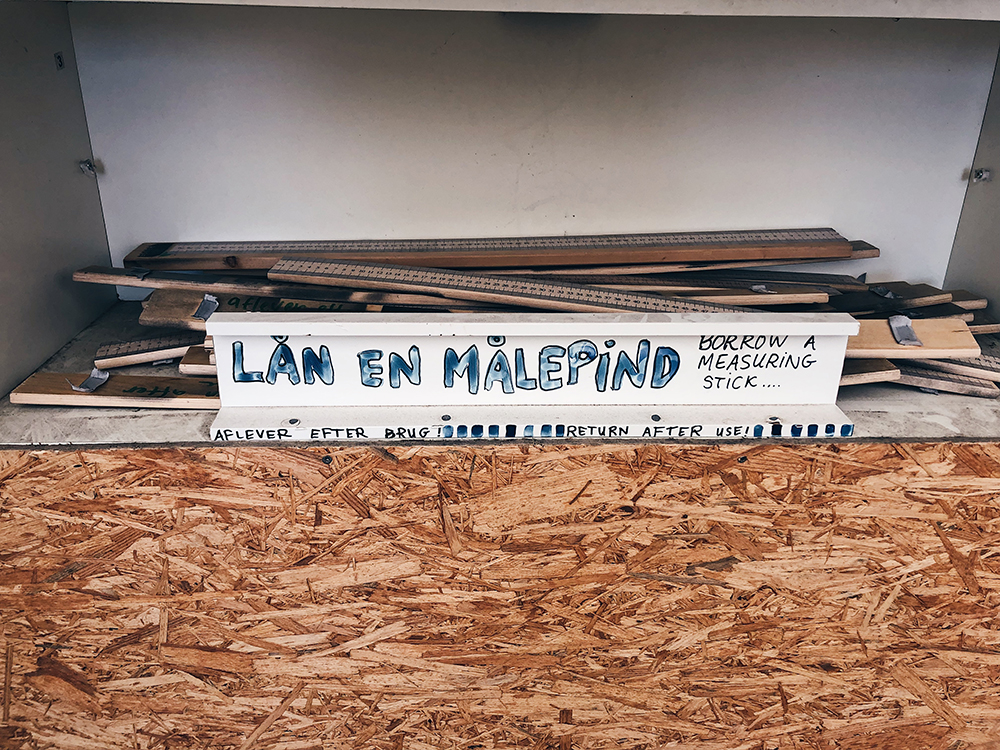 LÅN EN MÅLEPIND
BORROW A
MEASURING
STICK....
AFLEVER EFTER BRUG! RETURN AFTER USE!